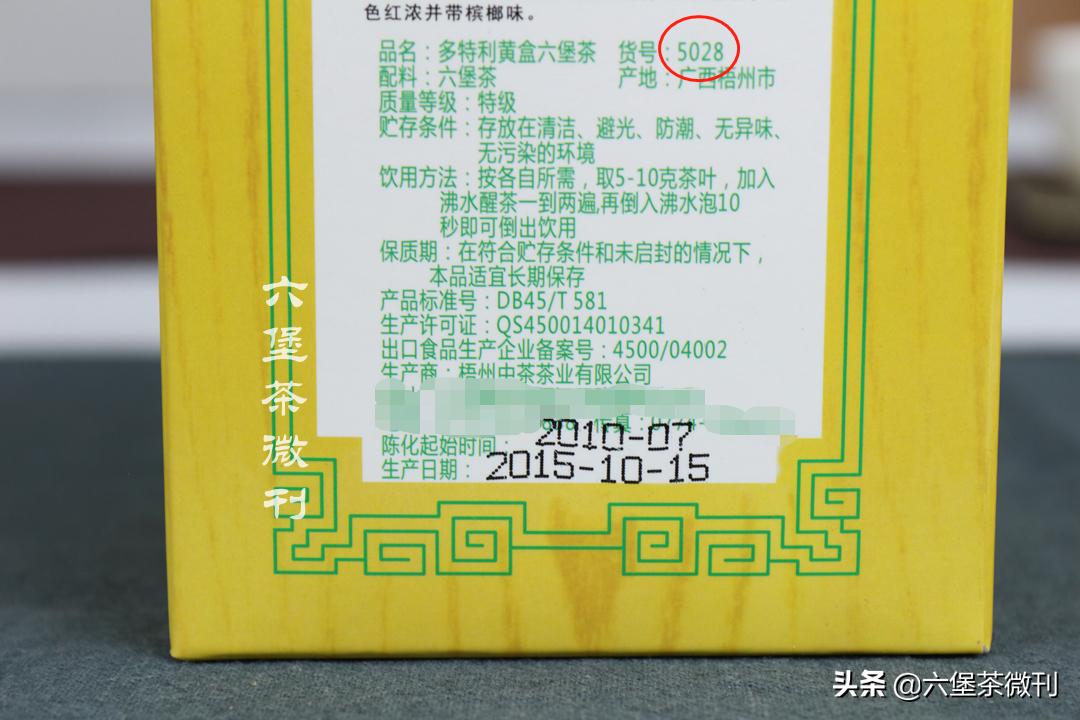 色红浓并带槟榔味。
品名：多特利黄盒六堡茶 货号：5028
配料：六堡茶 产地：广西梧州市
质量等级：特级
贮存条件：存放在清洁、避光、防潮、无异味、
无污染的环境
饮用方法：按各自所需，取5-10克茶叶，加入
沸水醒茶一到两遍,再倒入沸水泡10
秒即可倒出饮用
保质期：在符合贮存条件和未启封的情况下，
本品适宜长期保存
产品标准号：DB45/T 581
生产许可证：QS450014010341
出口食品生产企业备案号：4500/04002
生产商：梧州中茶茶业有限公司
陈化起始时间：2010-07
生产日期：2015-10-15
六堡茶微刊
头条 @六堡茶微刊